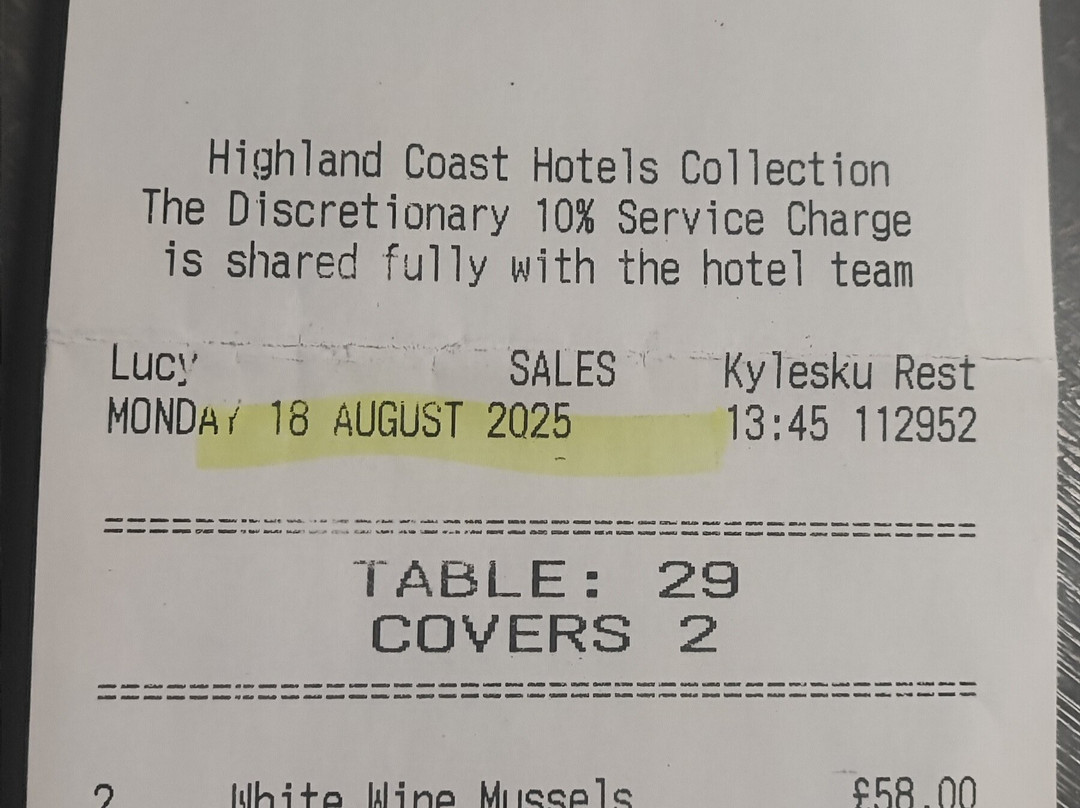 Highland Coast Hotels Collection
The Discretionary 10% Service Charge
is shared fully with the hotel team
Lucy SALES Kylesku Rest
MONDAY 18 AUGUST 2025 13:45 112952
TABLE: 29
COVERS 2
2 White Wine Mussels £58.00